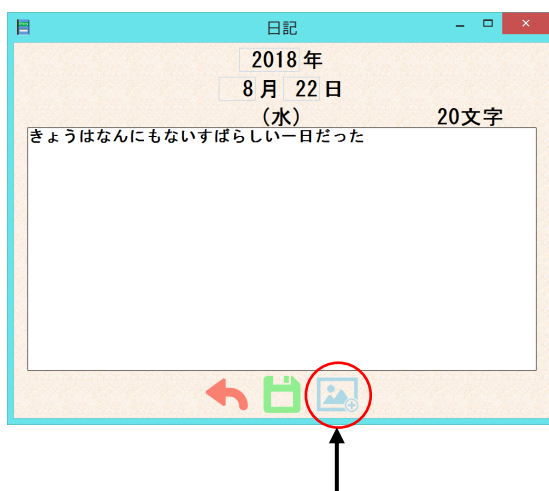 日記
2018 年
8 月 22 日
(水)
20文字
きょうはなんにもないすばらしい一日だった